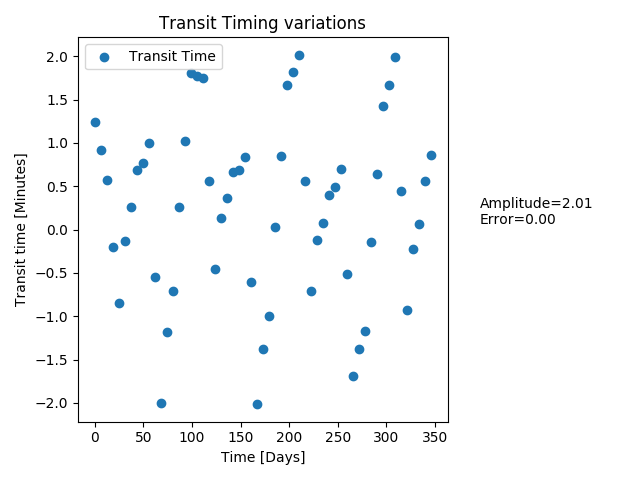 Transit Timing variations
Transit Time
2.0
1.5
1.0
0.5
0.0
−0.5
−1.0
−1.5
−2.0
Transit time [Minutes]
0 50 100 150 200 250 300 350
Time [Days]
Amplitude=2.01
Error=0.00